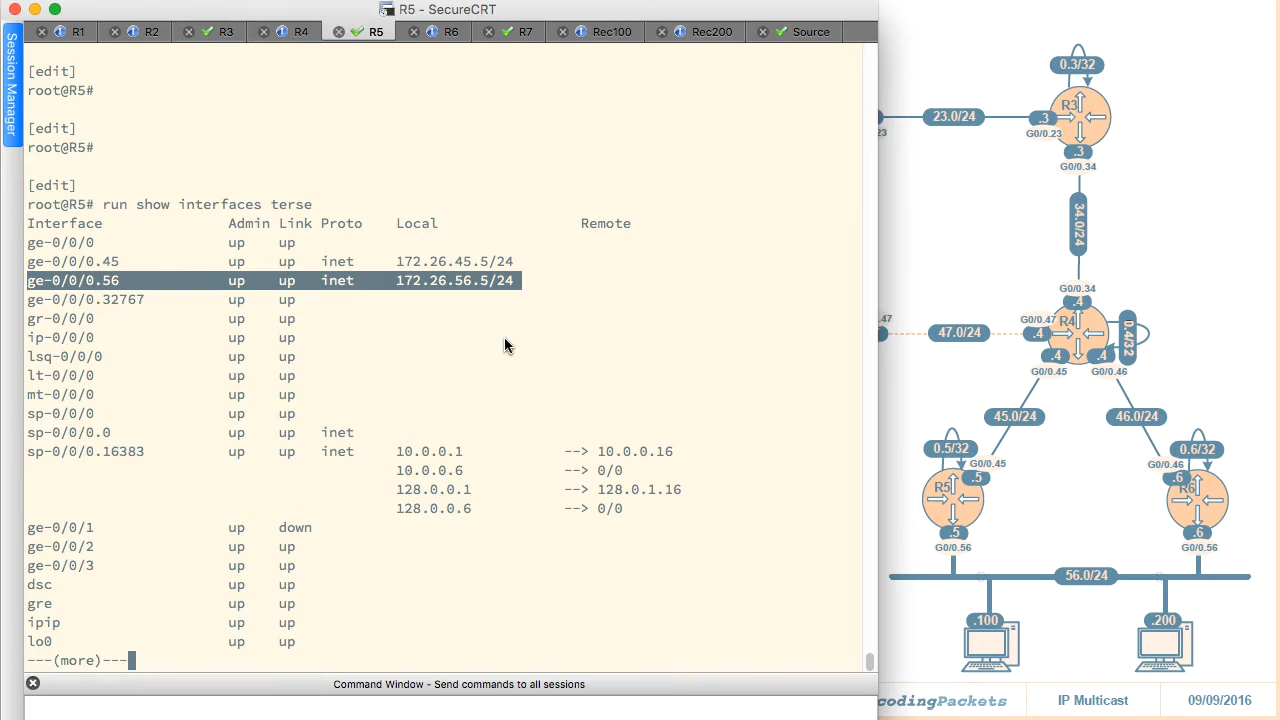 R5 - SecureCRT
R1 R2 R3 R4 R5 R6 R7 Rec100 Rec200 Source
Session Manager
[edit]
root@R5#
[edit]
root@R5#
[edit]
root@R5# run show interfaces terse
Interface Admin Link Proto Local Remote
ge-0/0/0 up up
ge-0/0/0.45 up up inet 172.26.45.5/24
ge-0/0/0.56 up up inet 172.26.56.5/24
ge-0/0/0.32767 up up
gr-0/0/0 up up
ip-0/0/0 up up
lsq-0/0/0 up up
lt-0/0/0 up up
mt-0/0/0 up up
sp-0/0/0 up up
sp-0/0/0.0 up up inet
sp-0/0/0.16383 up up inet 10.0.0.1 --> 10.0.0.16
10.0.0.6 --> 0/0
128.0.0.1 --> 128.0.1.16
128.0.0.6 --> 0/0
ge-0/0/1 up down
ge-0/0/2 up up
ge-0/0/3 up up
dsc up up
gre up up
ipip up up
lo0 up up
---(more)---
Command Window - Send commands to all sessions
0.3/32
R3
23.0/24
.3
23
G0/0.23
.3
G0/0.34
34.0/24
G0/0.34
.4
.47
47.0/24
G0/0.47
R4
.4
0.4/32
.4
.4
G0/0.45
G0/0.46
45.0/24
46.0/24
0.5/32
0.6/32
G0/0.45
G0/0.46
R5
.5
.6
R6
.5
.6
G0/0.56
G0/0.56
56.0/24
.100
.200
codingPackets
IP Multicast
09/09/2016